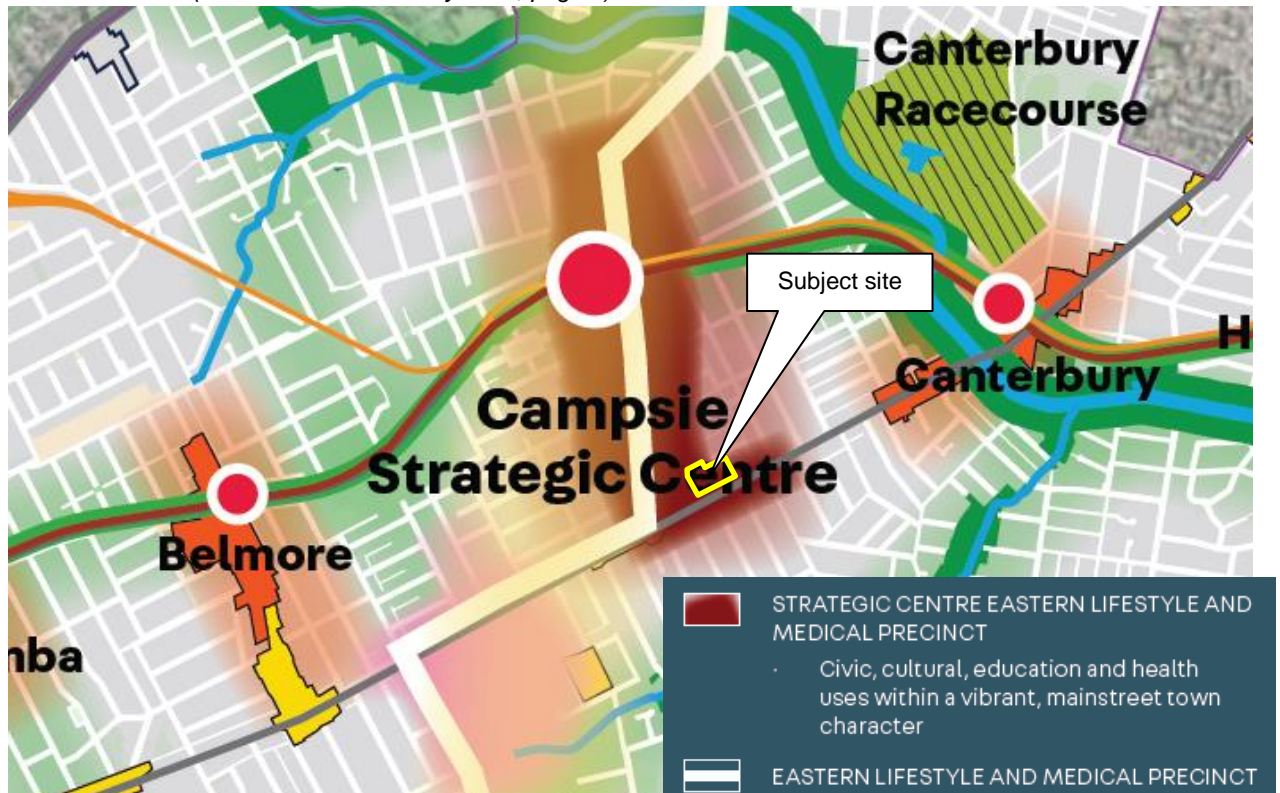 Canterbury
Racecourse
Subject site
H
Canterbury
Campsie
Strategic Centre
Belmore
mba
STRATEGIC CENTRE EASTERN LIFESTYLE AND
MEDICAL PRECINCT
· Civic, cultural, education and health
uses within a vibrant, mainstreet town
character
EASTERN LIFESTYLE AND MEDICAL PRECINCT